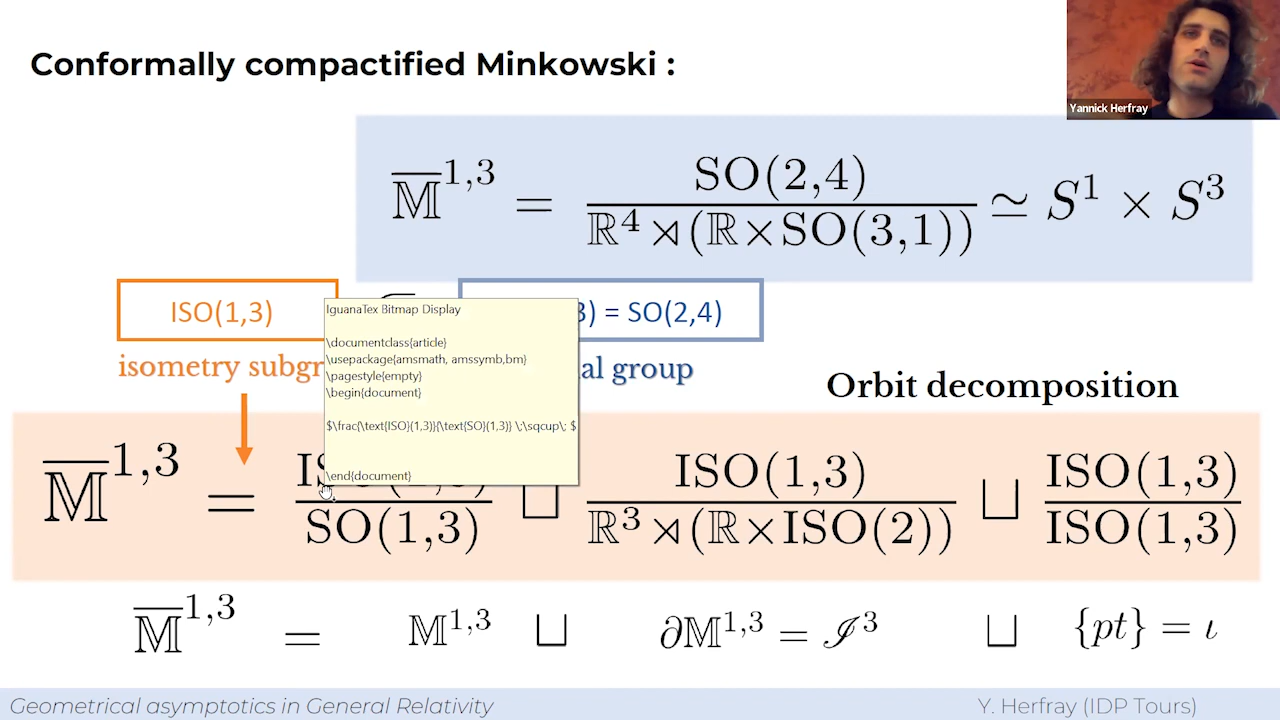 Conformally compactified Minkowski :
Yannick Herfray
𝕄̅^{1,3} = SO(2,4) / ℝ⁴ ⋊ (ℝ×SO(3,1)) ≃ S¹ × S³
ISO(1,3)
3) = SO(2,4)
isometry subgr
al group
IguanaTex Bitmap Display
\documentclass{article}
\usepackage{amsmath, amssymb,bm}
\pagestyle{empty}
\begin{document}
$\frac{\text{ISO}(1,3)}{\text{SO}(1,3)} \;\sqcup\; $
\end{document}
Orbit decomposition
𝕄̅^{1,3} = ISO(1,3) / SO(1,3) ⊔ ISO(1,3) / ℝ³ ⋊ (ℝ×ISO(2)) ⊔ ISO(1,3) / ISO(1,3)
𝕄̅^{1,3} = 𝕄^{1,3} ⊔ ∂𝕄^{1,3} = ℐ³ ⊔ {pt} = ι
Geometrical asymptotics in General Relativity
Y. Herfray (IDP Tours)